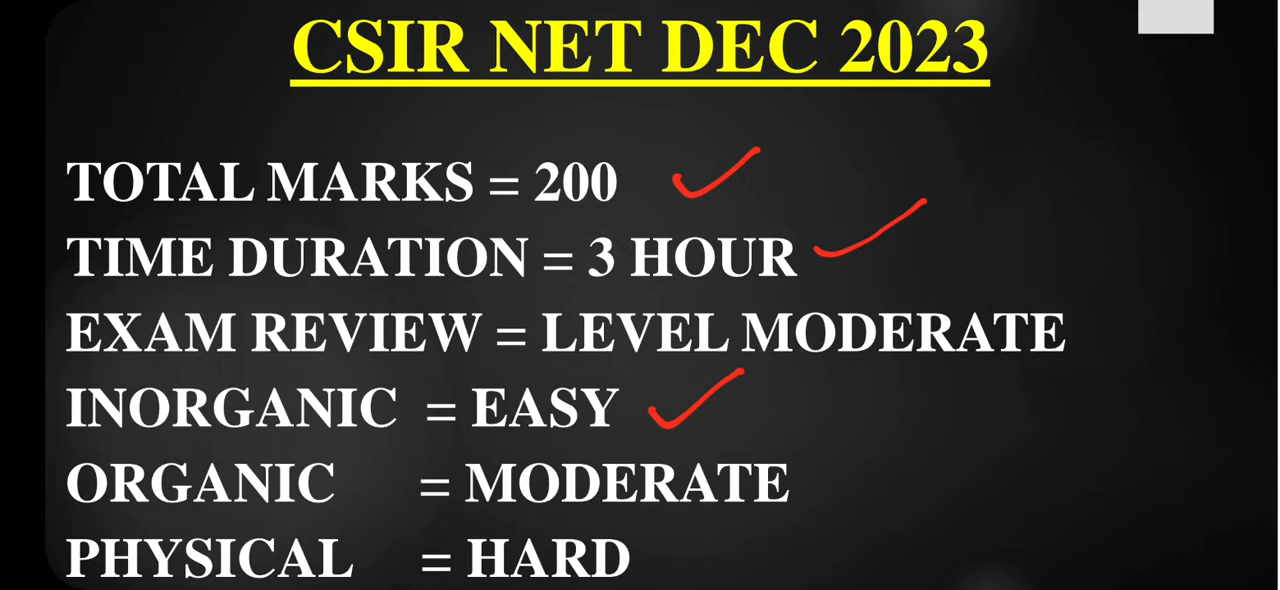 CSIR NET DEC 2023
TOTAL MARKS = 200
TIME DURATION = 3 HOUR
EXAM REVIEW = LEVEL MODERATE
INORGANIC = EASY
ORGANIC = MODERATE
PHYSICAL = HARD